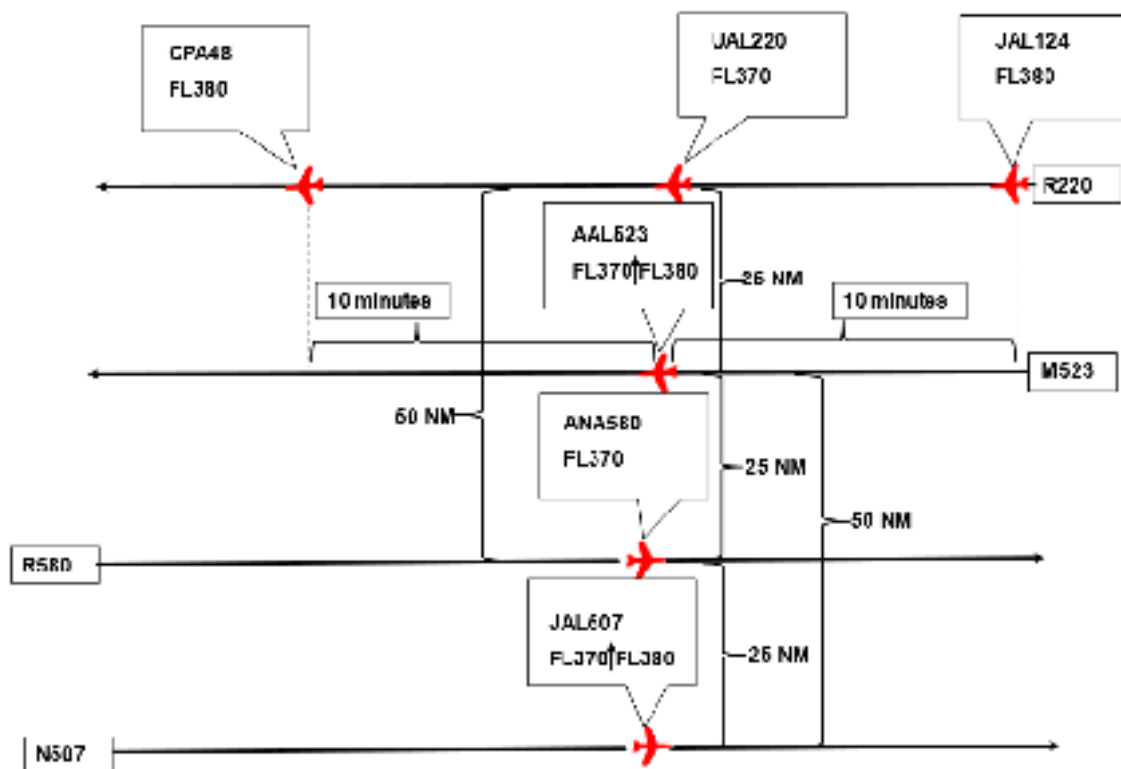 CPA48
FL380
UAL220
FL370
JAL124
FL380
R220
AAL523
FL370↑FL380
25 NM
10 minutes
10 minutes
M523
50 NM
ANA580
FL370
25 NM
50 NM
R580
JAL507
FL370↑FL380
25 NM
N507